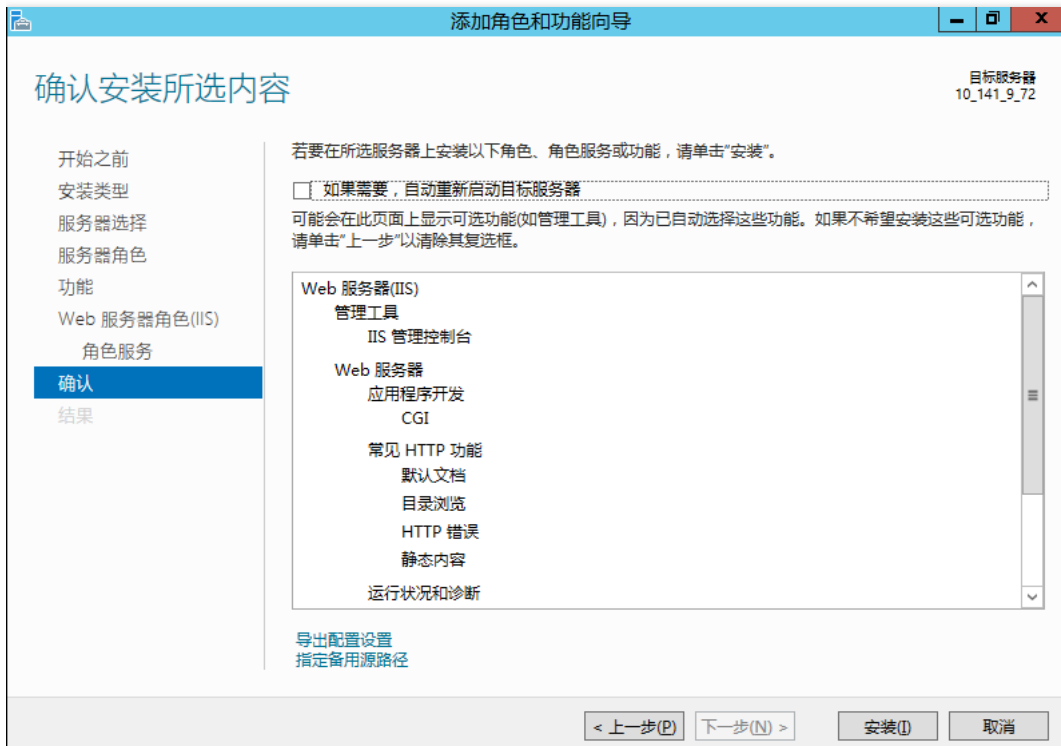 添加角色和功能向导
确认安装所选内容
目标服务器
10_141_9_72
开始之前
安装类型
服务器选择
服务器角色
功能
Web 服务器角色(IIS)
角色服务
确认
结果
若要在所选服务器上安装以下角色、角色服务或功能，请单击"安装"。
如果需要，自动重新启动目标服务器
可能会在此页面上显示可选功能(如管理工具)，因为已自动选择这些功能。如果不希望安装这些可选功能，
请单击"上一步"以清除其复选框。
Web 服务器(IIS)
管理工具
IIS 管理控制台
Web 服务器
应用程序开发
CGI
常见 HTTP 功能
默认文档
目录浏览
HTTP 错误
静态内容
运行状况和诊断
导出配置设置
指定备用源路径
< 上一步(P) 下一步(N) > 安装(I) 取消